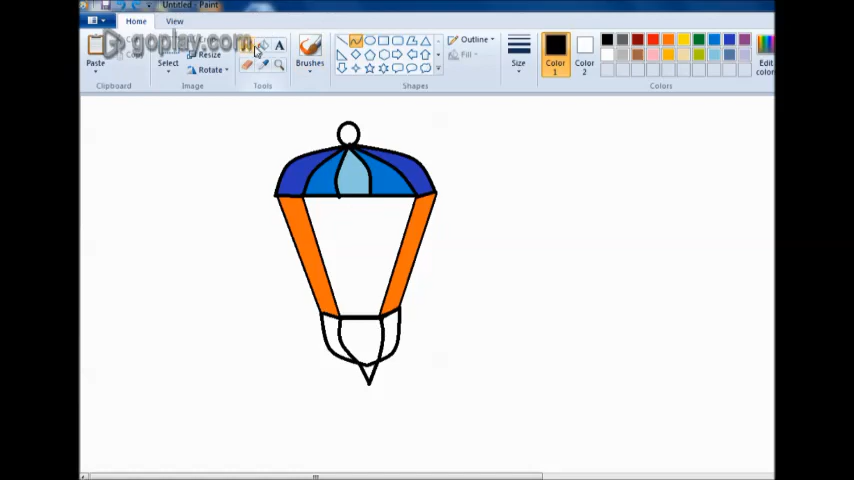 Untitled - Paint
Home
View
goplay.com
Paste
Select
Resize
Rotate
A
Brushes
Outline
Fill
Size
Color
1
Color
2
Edit
color
Clipboard
Image
Tools
Shapes
Colors